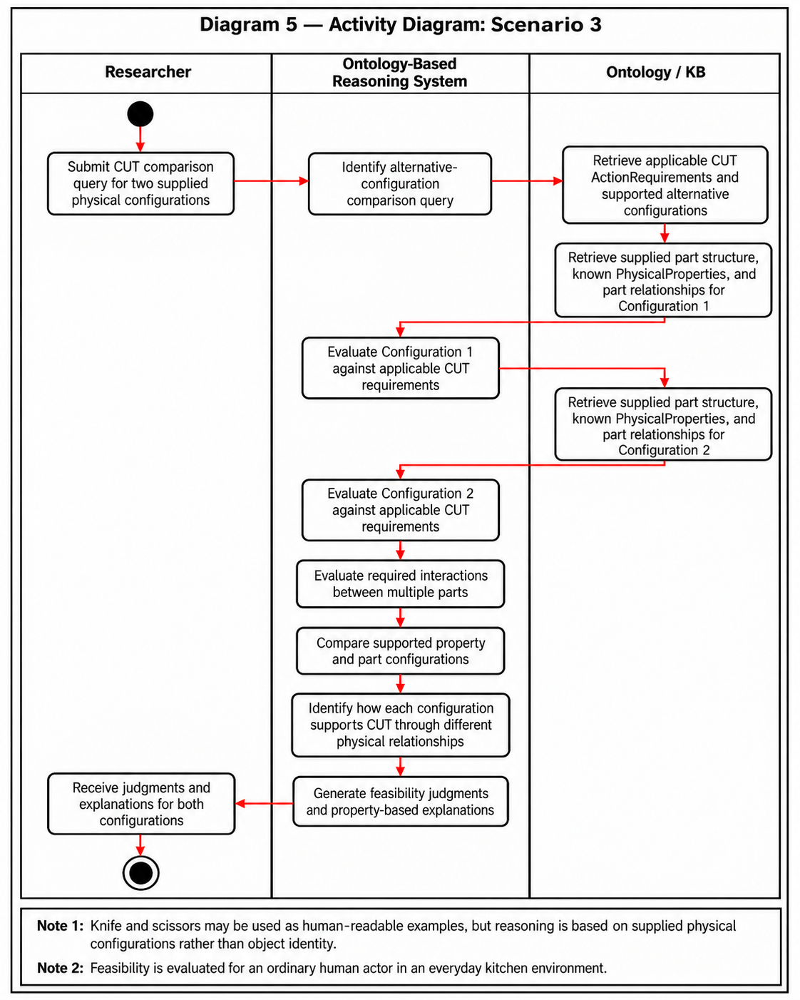 Diagram 5 — Activity Diagram: Scenario 3
Researcher
Ontology-Based
Reasoning System
Ontology / KB
Submit CUT comparison
query for two supplied
physical configurations
Identify alternative-
configuration
comparison query
Retrieve applicable CUT
ActionRequirements and
supported alternative
configurations
Retrieve supplied part structure,
known PhysicalProperties, and
part relationships for
Configuration 1
Evaluate Configuration 1
against applicable CUT
requirements
Retrieve supplied part structure,
known PhysicalProperties, and
part relationships for
Configuration 2
Evaluate Configuration 2
against applicable CUT
requirements
Evaluate required interactions
between multiple parts
Compare supported property
and part configurations
Identify how each configuration
supports CUT through different
physical relationships
Generate feasibility judgments
and property-based explanations
Receive judgments and
explanations for both
configurations
Note 1: Knife and scissors may be used as human-readable examples, but reasoning is based on supplied physical
configurations rather than object identity.
Note 2: Feasibility is evaluated for an ordinary human actor in an everyday kitchen environment.